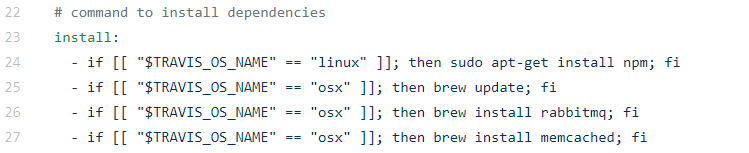 22 # command to install dependencies
23 install:
24 - if [[ "$TRAVIS_OS_NAME" == "linux" ]]; then sudo apt-get install npm; fi
25 - if [[ "$TRAVIS_OS_NAME" == "osx" ]]; then brew update; fi
26 - if [[ "$TRAVIS_OS_NAME" == "osx" ]]; then brew install rabbitmq; fi
27 - if [[ "$TRAVIS_OS_NAME" == "osx" ]]; then brew install memcached; fi